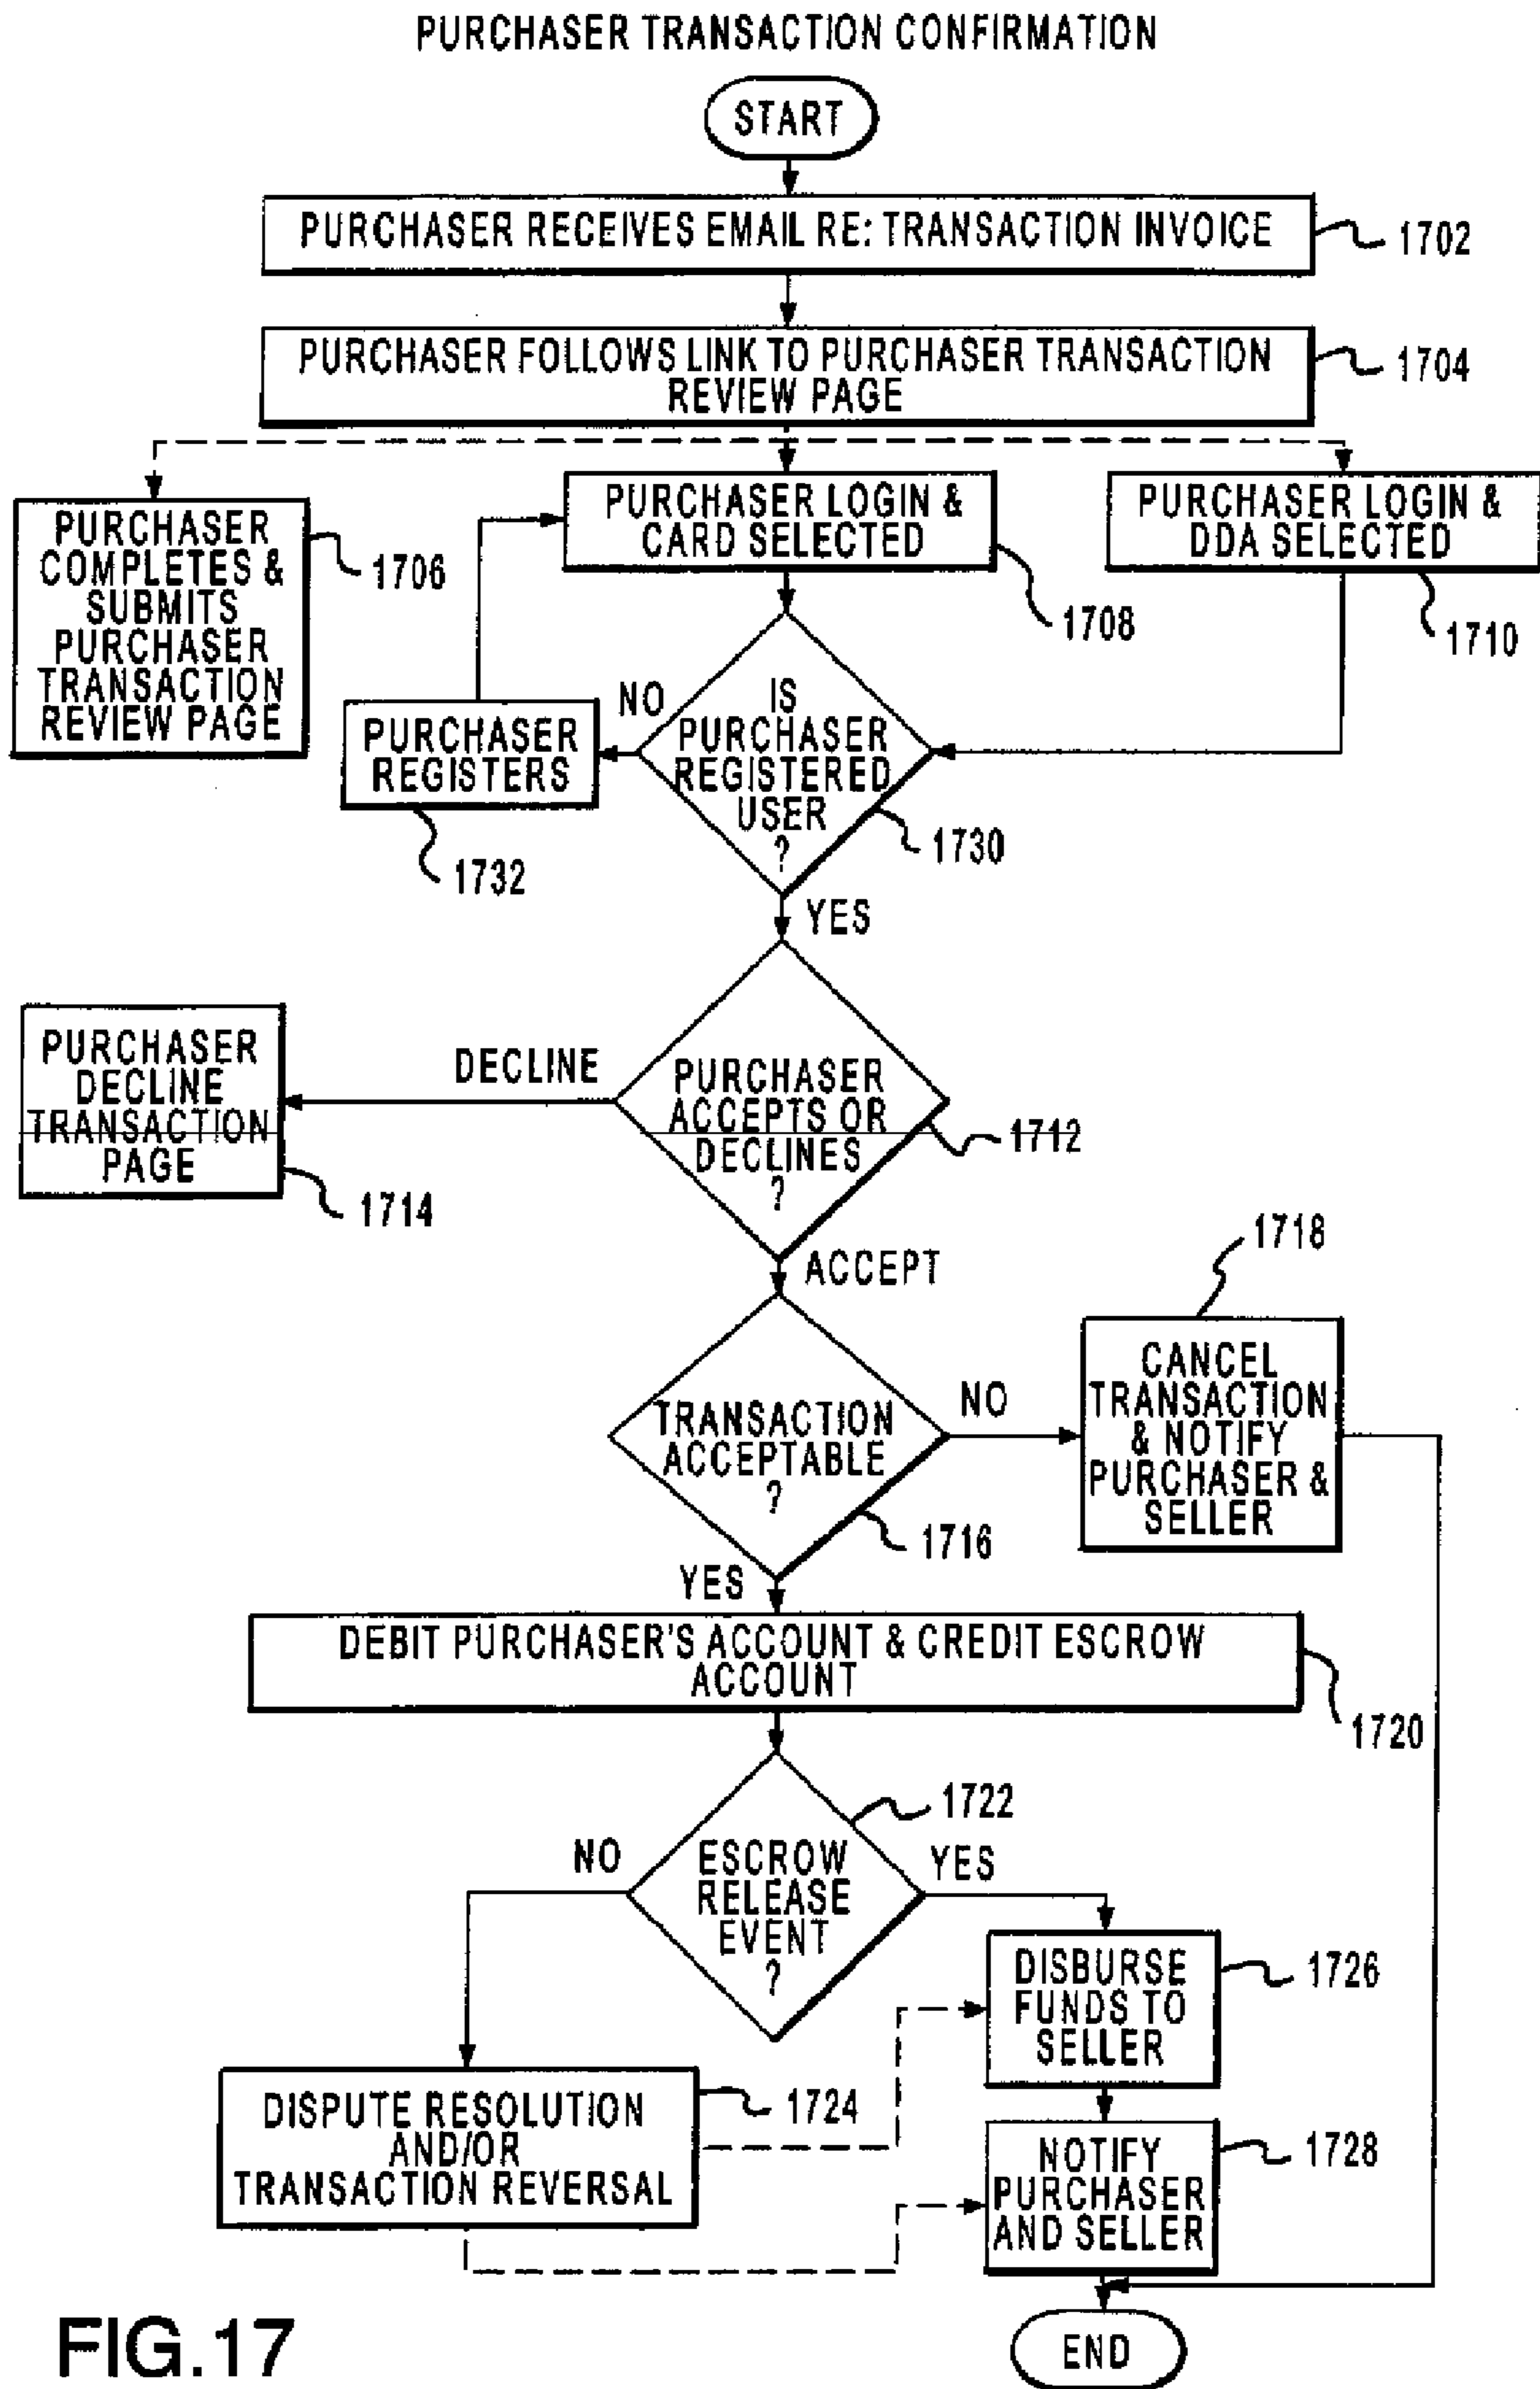 PURCHASER TRANSACTION CONFIRMATION
START
PURCHASER RECEIVES EMAIL RE: TRANSACTION INVOICE
1702
PURCHASER FOLLOWS LINK TO PURCHASER TRANSACTION
REVIEW PAGE
1704
PURCHASER
COMPLETES &
SUBMITS
PURCHASER
TRANSACTION
REVIEW PAGE
1706
PURCHASER LOGIN &
CARD SELECTED
1708
PURCHASER LOGIN &
DDA SELECTED
1710
IS
PURCHASER
REGISTERED
USER
?
1730
NO
PURCHASER
REGISTERS
1732
YES
PURCHASER
ACCEPTS OR
DECLINES
?
1712
DECLINE
PURCHASER
DECLINE
TRANSACTION
PAGE
1714
ACCEPT
TRANSACTION
ACCEPTABLE
?
1716
NO
1718
CANCEL
TRANSACTION
& NOTIFY
PURCHASER &
SELLER
YES
DEBIT PURCHASER'S ACCOUNT & CREDIT ESCROW
ACCOUNT
1720
ESCROW
RELEASE
EVENT
?
1722
NO
YES
DISBURSE
FUNDS TO
SELLER
1726
DISPUTE RESOLUTION
AND/OR
TRANSACTION REVERSAL
1724
NOTIFY
PURCHASER
AND SELLER
1728
END
FIG.17